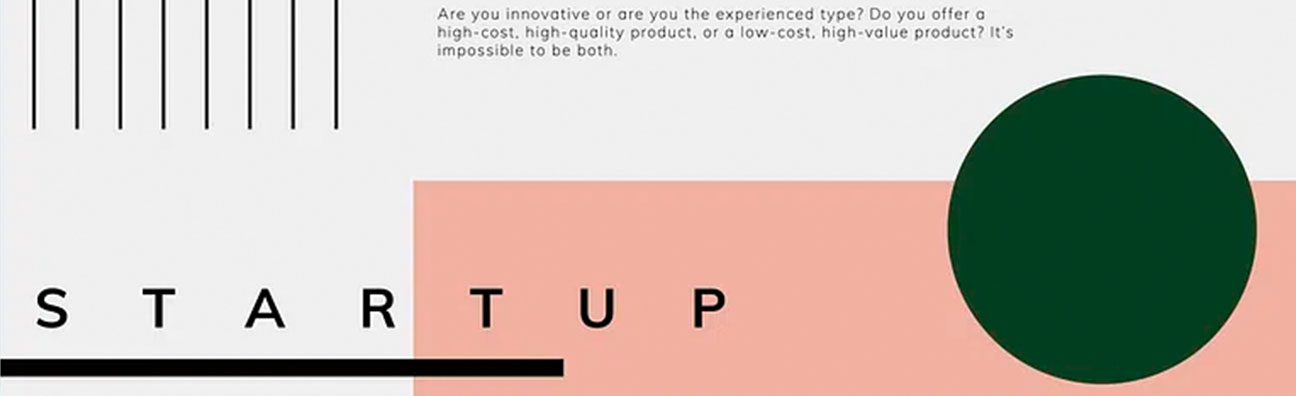 Are you innovative or are you the experienced type? Do you offer a
high-cost, high-quality product, or a low-cost, high-value product? It's
impossible to be both.
STARTUP